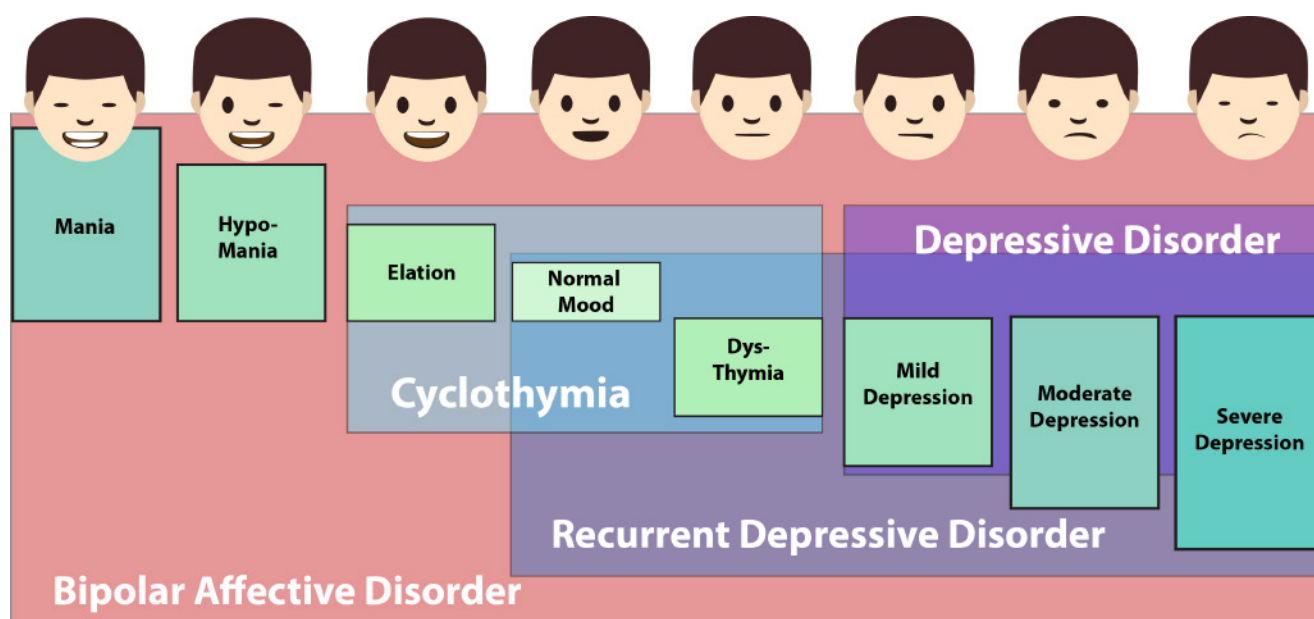 Mania
Hypo-
Mania
Elation
Normal
Mood
Dys-
Thymia
Mild
Depression
Moderate
Depression
Severe
Depression
Depressive Disorder
Cyclothymia
Recurrent Depressive Disorder
Bipolar Affective Disorder